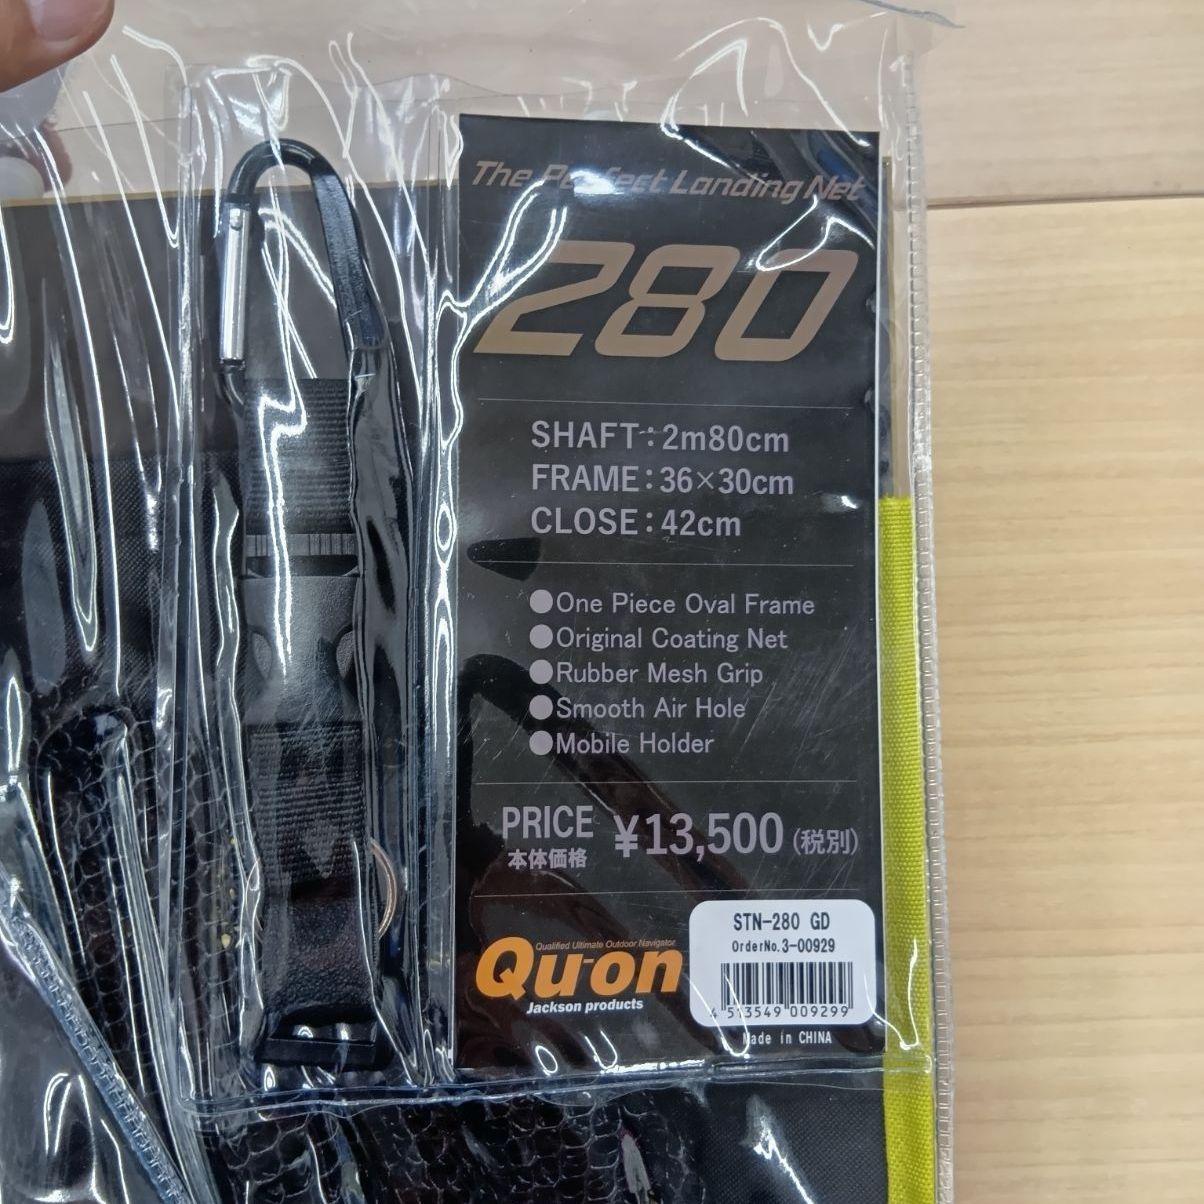 The Perfect Landing Net
280
SHAFT：2m80cm
FRAME：36×30cm
CLOSE：42cm
●One Piece Oval Frame
●Original Coating Net
●Rubber Mesh Grip
●Smooth Air Hole
●Mobile Holder
PRICE
本体価格
¥13,500(税別)
Qualified Ultimate Outdoor Navigator
Qu-on
Jackson products
STN-280 GD
OrderNo.3-00929
4 513549 009299
Made in CHINA